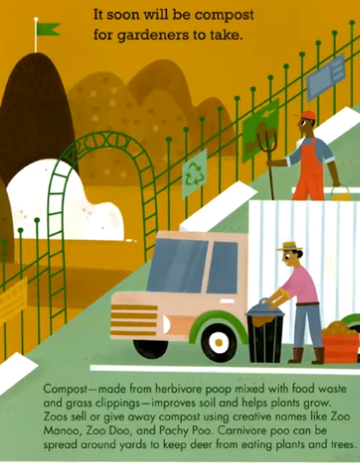 It soon will be compost
for gardeners to take.
Compost—made from herbivore poop mixed with food waste
and grass clippings—improves soil and helps plants grow.
Zoos sell or give away compost using creative names like Zoo
Manoo, Zoo Doo, and Pachy Poo. Carnivore poo can be
spread around yards to keep deer from eating plants and trees.